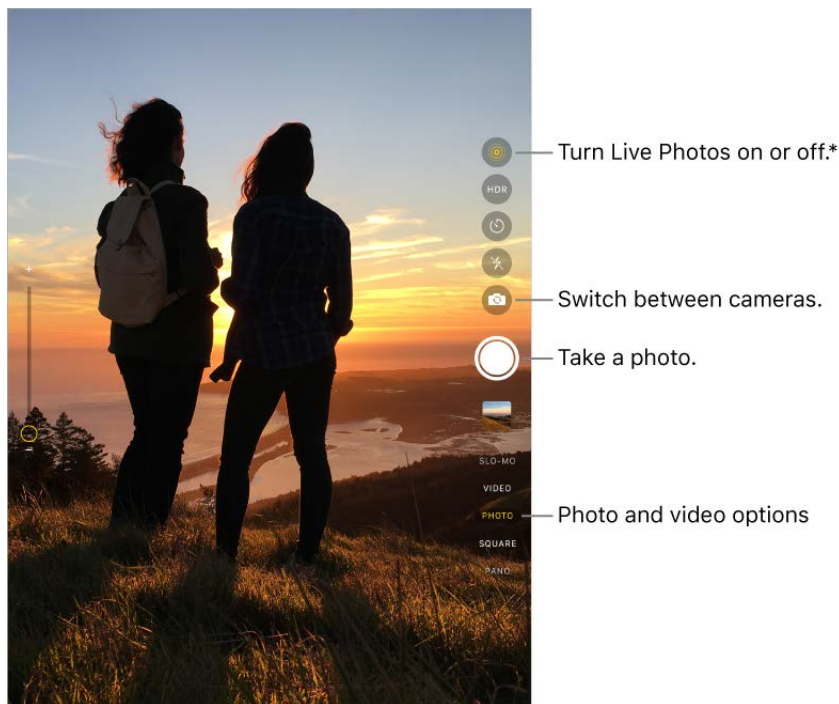 Turn Live Photos on or off.*
HDR
Switch between cameras.
Take a photo.
SLO-MO
VIDEO
PHOTO
Photo and video options
SQUARE
PANO